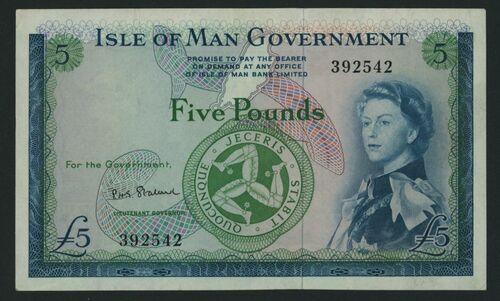 5 ISLE OF MAN GOVERNMENT 5
PROMISE TO PAY THE BEARER
ON DEMAND AT ANY OFFICE
OF ISLE OF MAN BANK LIMITED
392542
Five Pounds
QUOCUNQUE JECERIS STABIT
For the Government,
P.H.G. Stallard
LIEUTENANT GOVERNOR
£5 392542 £5